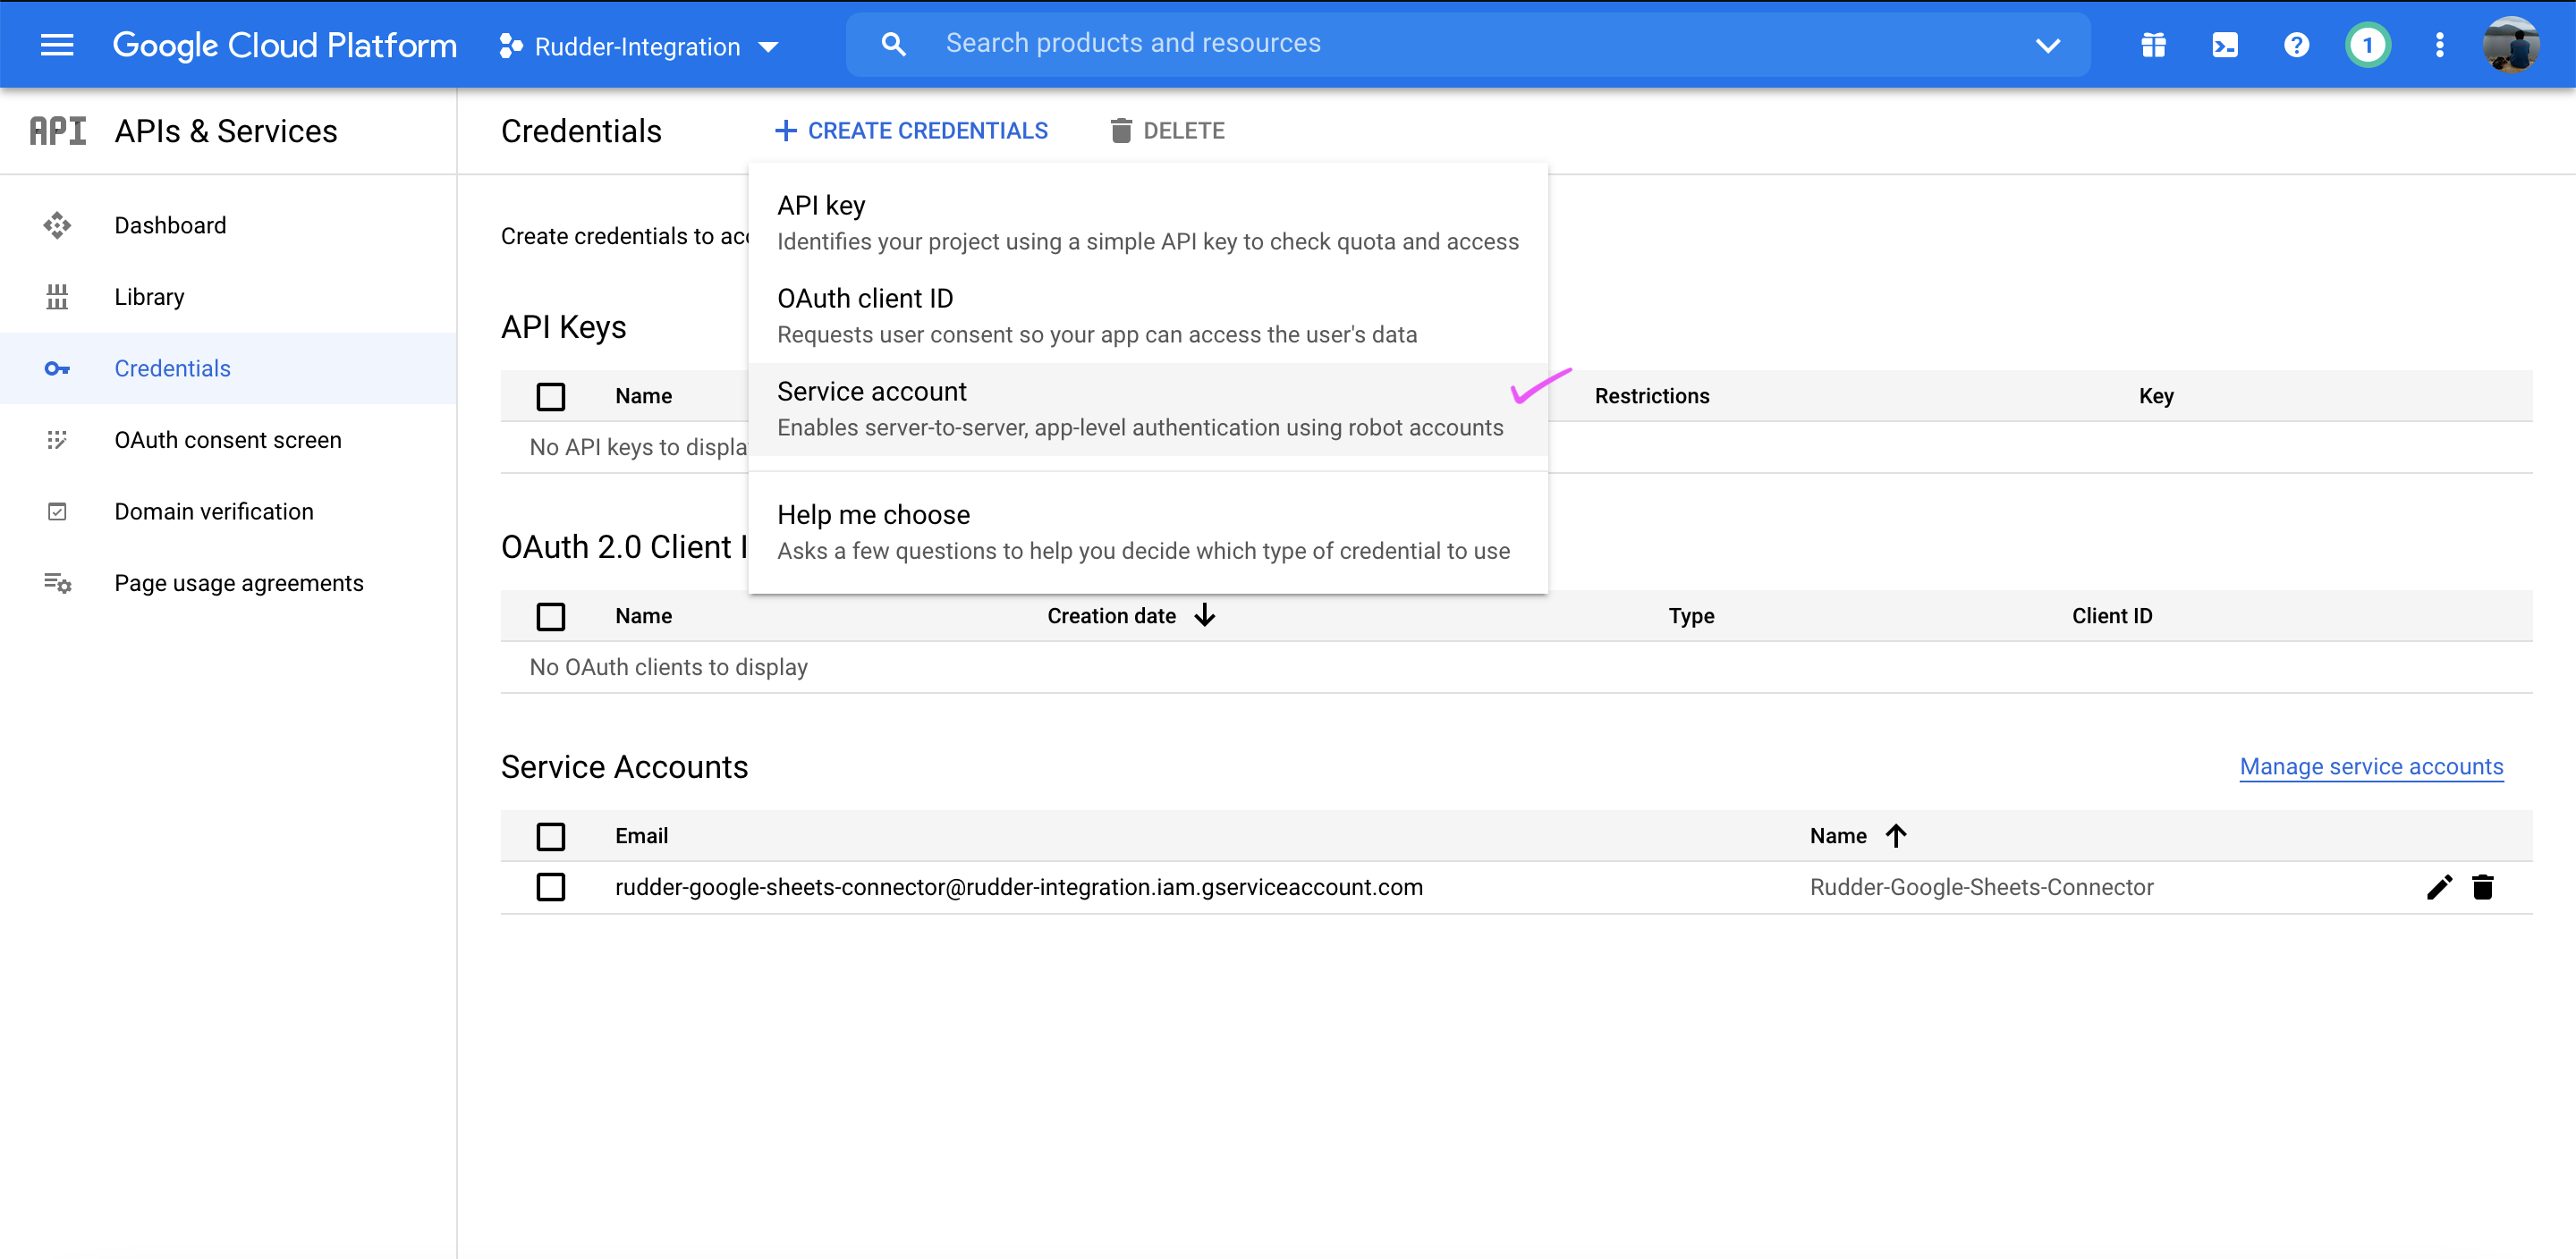 Google Cloud Platform
Rudder-Integration
Search products and resources
1
API APIs & Services
Credentials
CREATE CREDENTIALS
DELETE
Dashboard
Library
Credentials
OAuth consent screen
Domain verification
Page usage agreements
Create credentials to acc
API key
Identifies your project using a simple API key to check quota and access
OAuth client ID
Requests user consent so your app can access the user's data
Service account
Enables server-to-server, app-level authentication using robot accounts
Help me choose
Asks a few questions to help you decide which type of credential to use
API Keys
Name Restrictions Key
No API keys to displa
OAuth 2.0 Client I
Name Creation date Type Client ID
No OAuth clients to display
Service Accounts
Manage service accounts
Email Name
rudder-google-sheets-connector@rudder-integration.iam.gserviceaccount.com Rudder-Google-Sheets-Connector